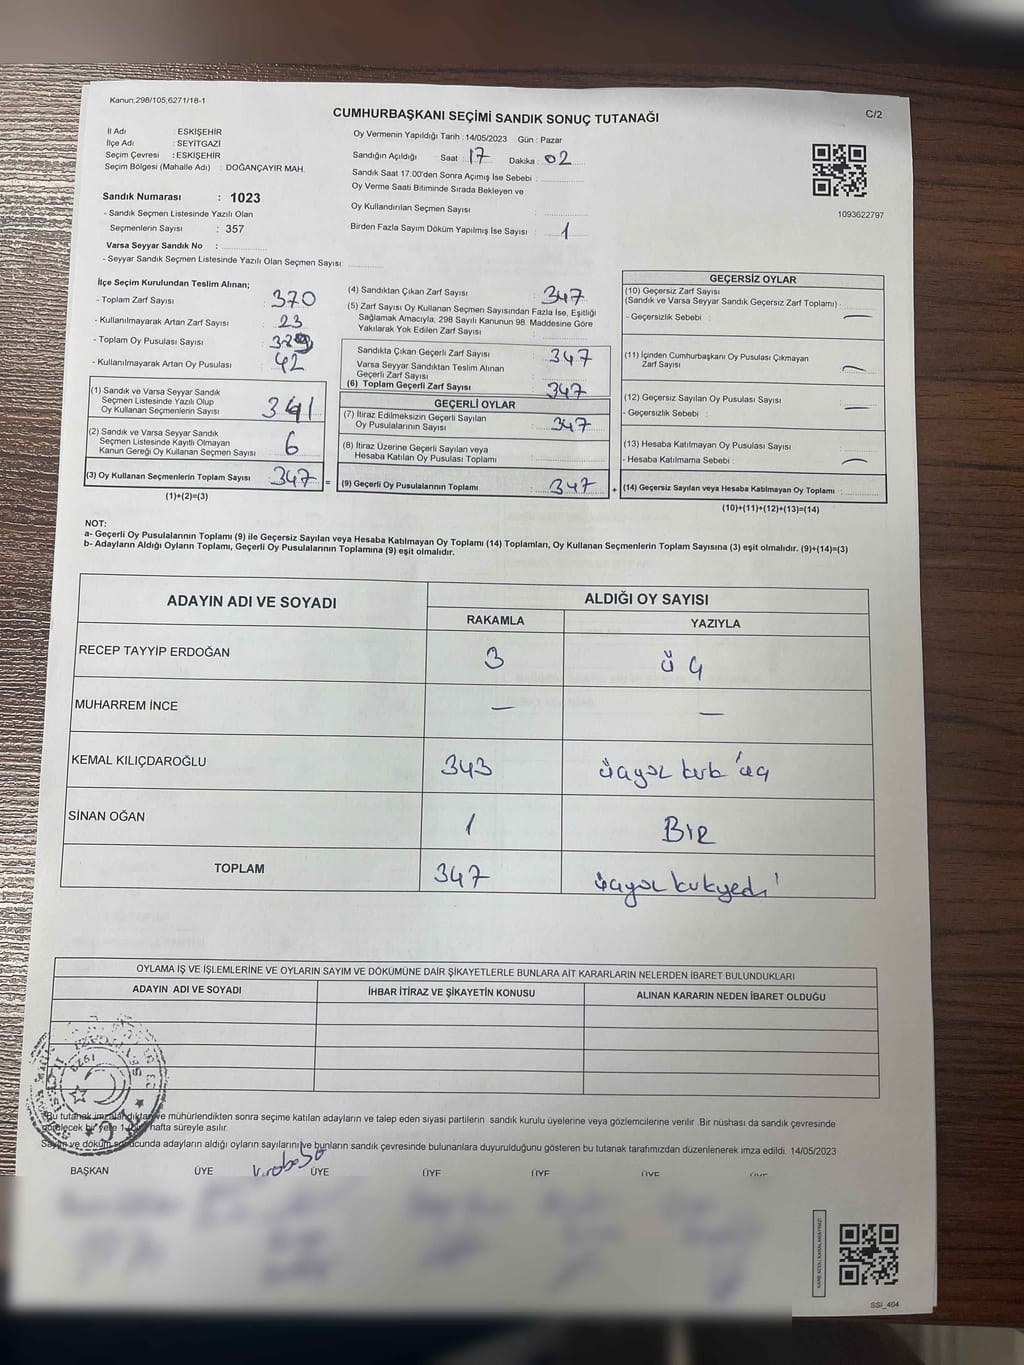 Kanun;298/105,6271/18-1
CUMHURBAŞKANI SEÇİMİ SANDIK SONUÇ TUTANAĞI
C/2
İl Adı : ESKİŞEHİR
İlçe Adı : SEYİTGAZİ
Seçim Çevresi : ESKİŞEHİR
Seçim Bölgesi (Mahalle Adı) : DOĞANÇAYIR MAH.
Sandık Numarası : 1023
- Sandık Seçmen Listesinde Yazılı Olan
Seçmenlerin Sayısı : 357
Varsa Seyyar Sandık No :
- Seyyar Sandık Seçmen Listesinde Yazılı Olan Seçmen Sayısı:
Oy Vermenin Yapıldığı Tarih : 14/05/2023 Gün : Pazar
Sandığın Açıldığı : Saat : 17 Dakika : 02
Sandık Saat 17.00'den Sonra Açımış İse Sebebi :
Oy Verme Saati Bitiminde Sırada Bekleyen ve
Oy Kullandırılan Seçmen Sayısı :
Birden Fazla Sayım Döküm Yapılmış İse Sayısı : 1
1093622797
İlçe Seçim Kurulundan Teslim Alınan;
- Toplam Zarf Sayısı : 370
- Kullanılmayarak Artan Zarf Sayısı : 23
- Toplam Oy Pusulası Sayısı :
- Kullanılmayarak Artan Oy Pusulası : 42
(1) Sandık ve Varsa Seyyar Sandık
Seçmen Listesinde Yazılı Olup
Oy Kullanan Seçmenlerin Sayısı : 341
(2) Sandık ve Varsa Seyyar Sandık
Seçmen Listesinde Kayıtlı Olmayan
Kanun Gereği Oy Kullanan Seçmen Sayısı : 6
(3) Oy Kullanan Seçmenlerin Toplam Sayısı : 347 =
(1)+(2)=(3)
(4) Sandıktan Çıkan Zarf Sayısı : 347
(5) Zarf Sayısı Oy Kullanan Seçmen Sayısından Fazla İse, Eşitliği
Sağlamak Amacıyla, 298 Sayılı Kanunun 98. Maddesine Göre
Yakılarak Yok Edilen Zarf Sayısı :
Sandıkta Çıkan Geçerli Zarf Sayısı : 347
Varsa Seyyar Sandıktan Teslim Alınan
Geçerli Zarf Sayısı :
(6) Toplam Geçerli Zarf Sayısı : 347
GEÇERLİ OYLAR
(7) İtiraz Edilmeksizin Geçerli Sayılan
Oy Pusulalarının Sayısı : 347
(8) İtiraz Üzerine Geçerli Sayılan veya
Hesaba Katılan Oy Pusulası Toplamı :
(9) Geçerli Oy Pusulalarının Toplamı : 347 +
GEÇERSİZ OYLAR
(10) Geçersiz Zarf Sayısı
(Sandık ve Varsa Seyyar Sandık Geçersiz Zarf Toplamı) :
- Geçersizlik Sebebi : —
(11) İçinden Cumhurbaşkanı Oy Pusulası Çıkmayan
Zarf Sayısı : —
(12) Geçersiz Sayılan Oy Pusulası Sayısı :
- Geçersizlik Sebebi : —
(13) Hesaba Katılmayan Oy Pusulası Sayısı :
- Hesaba Katılmama Sebebi : —
(14) Geçersiz Sayılan veya Hesaba Katılmayan Oy Toplamı :
(10)+(11)+(12)+(13)=(14)
NOT:
a- Geçerli Oy Pusulalarının Toplamı (9) ile Geçersiz Sayılan veya Hesaba Katılmayan Oy Toplamı (14) Toplamları, Oy Kullanan Seçmenlerin Toplam Sayısına (3) eşit olmalıdır. (9)+(14)=(3)
b- Adayların Aldığı Oyların Toplamı, Geçerli Oy Pusulalarının Toplamına (9) eşit olmalıdır.
ADAYIN ADI VE SOYADI ALDIĞI OY SAYISI
RAKAMLA YAZIYLA
RECEP TAYYİP ERDOĞAN 3 üç
MUHARREM İNCE — —
KEMAL KILIÇDAROĞLU 343
SİNAN OĞAN 1 BİR
TOPLAM 347
OYLAMA İŞ VE İŞLEMLERİNE VE OYLARIN SAYIM VE DÖKÜMÜNE DAİR ŞİKAYETLERLE BUNLARA AİT KARARLARIN NELERDEN İBARET BULUNDUKLARI
ADAYIN ADI VE SOYADI İHBAR İTİRAZ VE ŞİKAYETİN KONUSU ALINAN KARARIN NEDEN İBARET OLDUĞU
Bu tutanak imzalandıktan ve mühürlendikten sonra seçime katılan adayların ve talep eden siyasi partilerin sandık kurulu üyelerine veya gözlemcilerine verilir. Bir nüshası da sandık çevresinde
görülecek bir yere 1 hafta süreyle asılır.
Sayım ve döküm sonucunda adayların aldığı oyların sayılarını ve bunların sandık çevresinde bulunanlara duyurulduğunu gösteren bu tutanak tarafımızdan düzenlenerek imza edildi. 14/05/2023
BAŞKAN ÜYE ÜYE ÜYE ÜYE ÜYE ÜYE
SSI_404